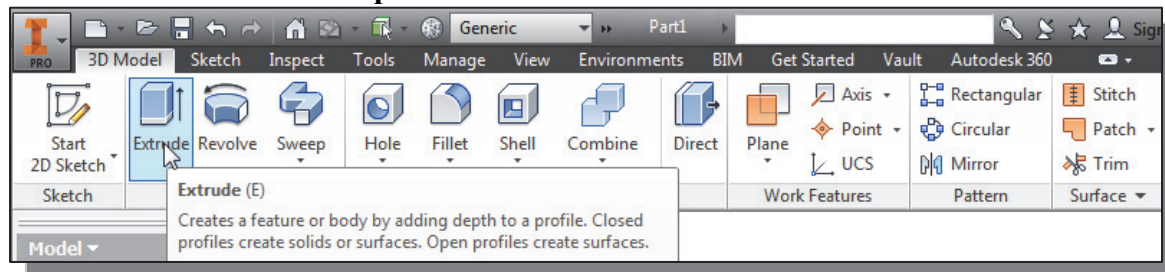 Generic Part1 Sign
PRO 3D Model Sketch Inspect Tools Manage View Environments BIM Get Started Vault Autodesk 360
Start 2D Sketch
Extrude Revolve Sweep Hole Fillet Shell Combine Direct Plane
Axis
Point
UCS
Rectangular
Circular
Mirror
Stitch
Patch
Trim
Sketch Work Features Pattern Surface
Extrude (E)
Creates a feature or body by adding depth to a profile. Closed
profiles create solids or surfaces. Open profiles create surfaces.
Model